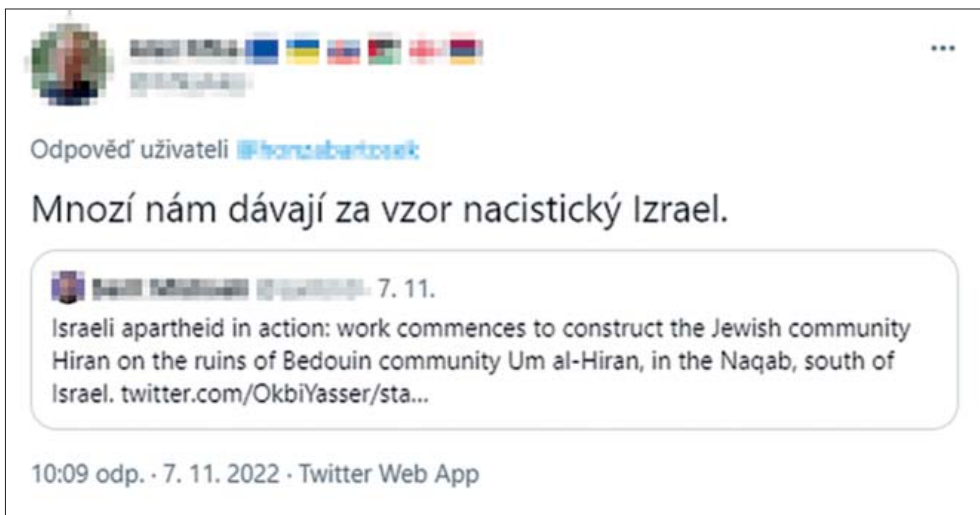 Odpověď uživateli
Mnozí nám dávají za vzor nacistický Izrael.
7. 11.
Israeli apartheid in action: work commences to construct the Jewish community
Hiran on the ruins of Bedouin community Um al-Hiran, in the Naqab, south of
Israel. twitter.com/OkbiYasser/sta...
10:09 odp. · 7. 11. 2022 · Twitter Web App